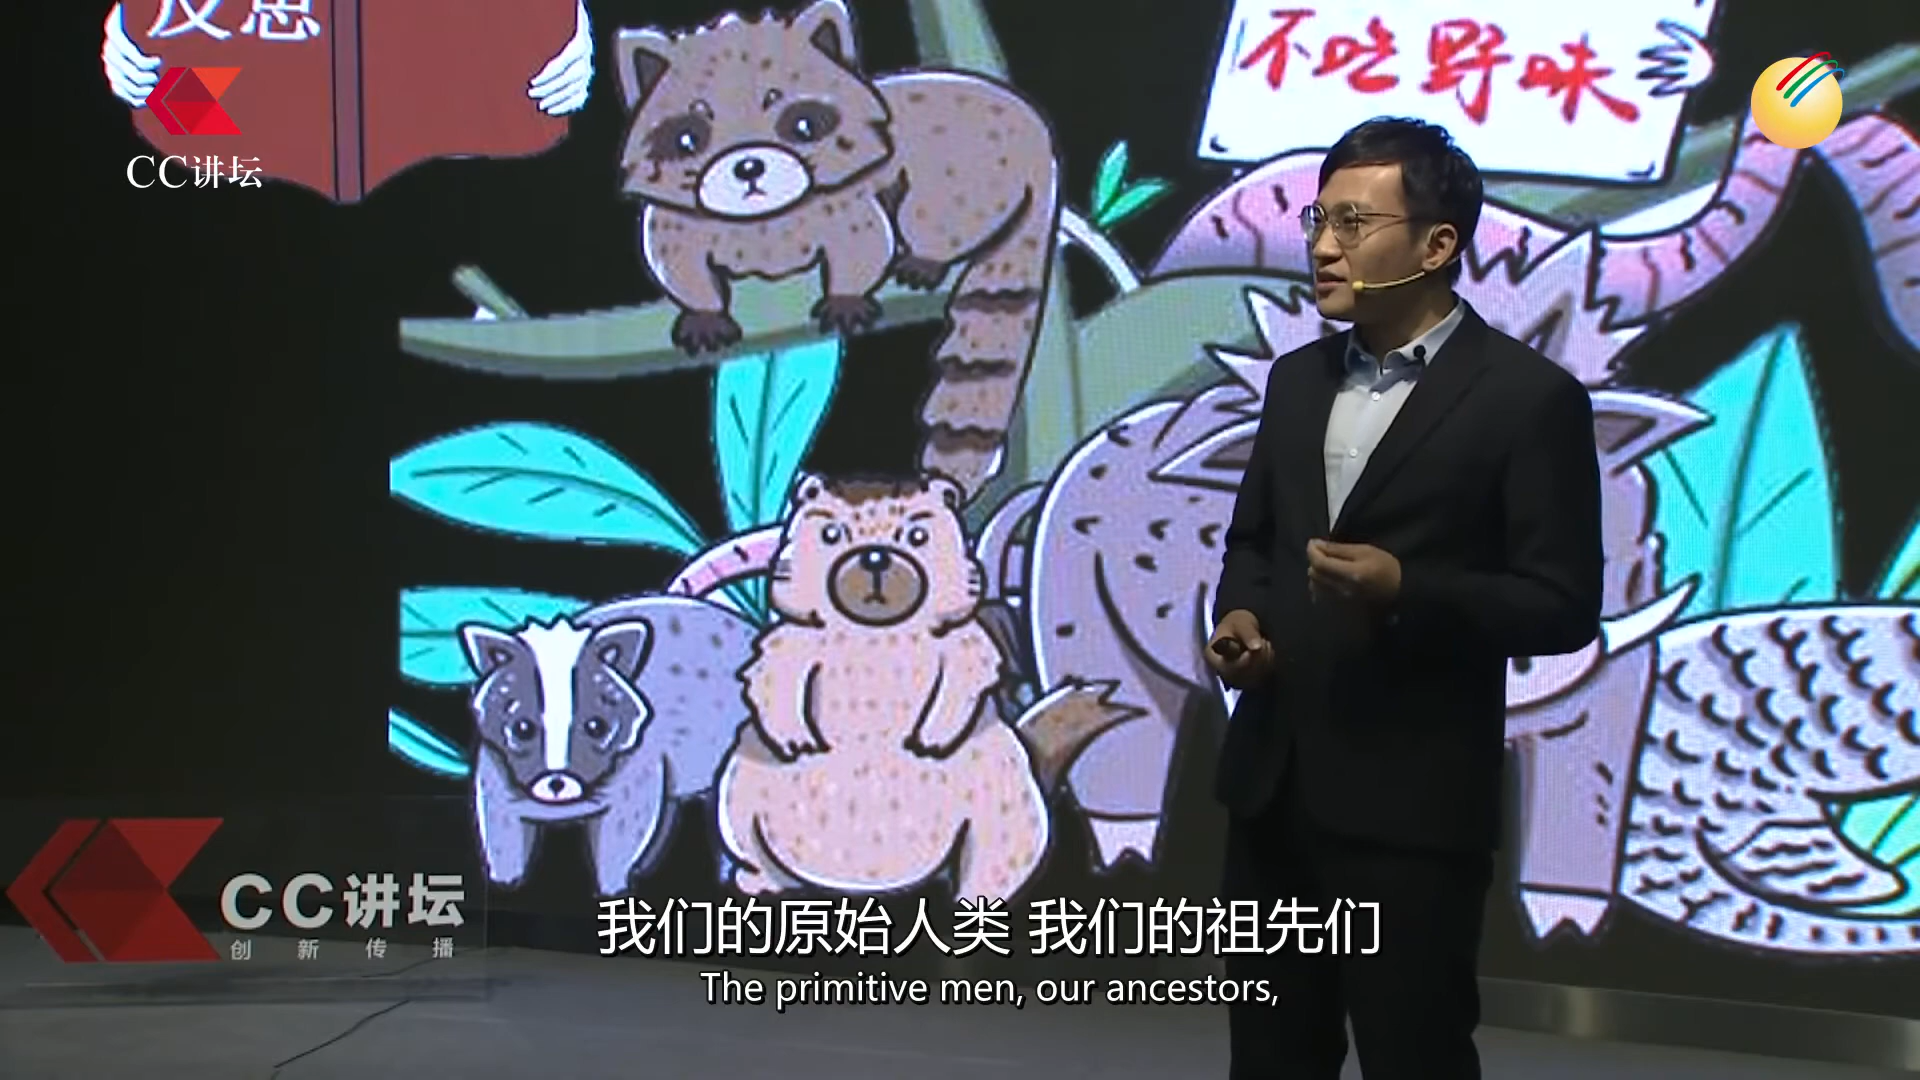 反思
不吃野味
CC讲坛
CC讲坛
创新传播
我们的原始人类 我们的祖先们
The primitive men, our ancestors,